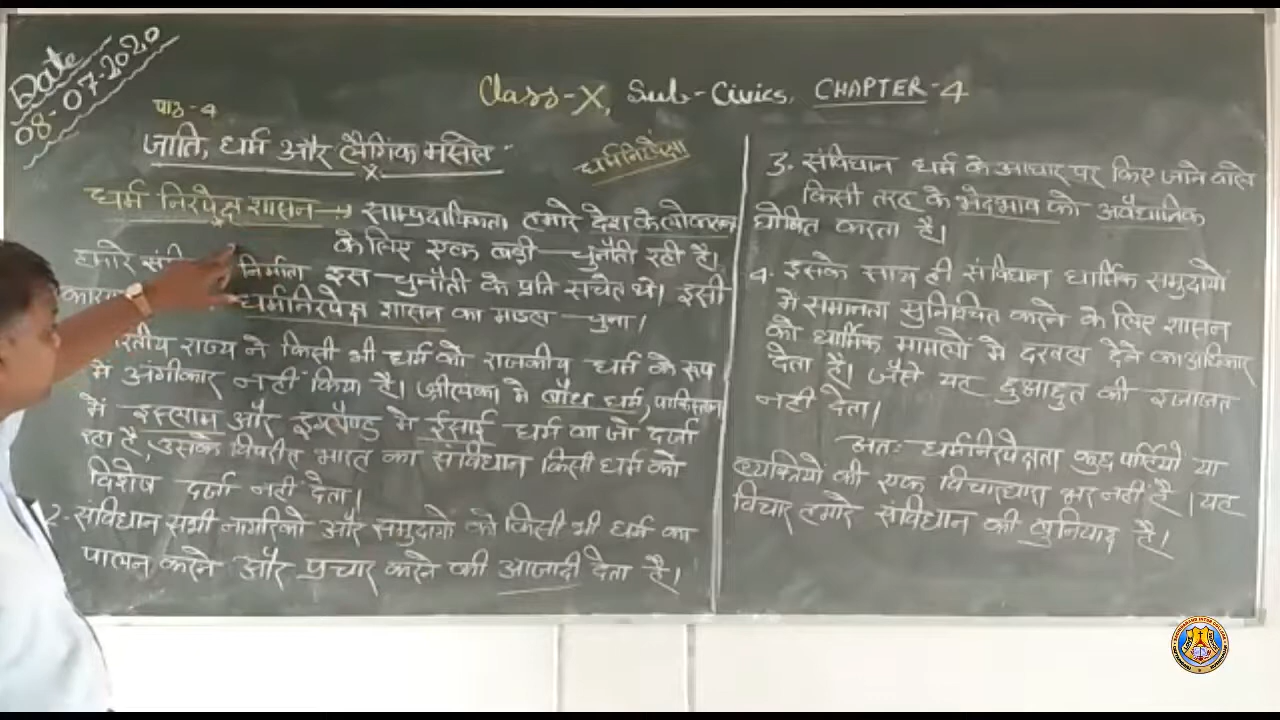 Date
08-07-2020
Class-X, Sub-Civics, CHAPTER-4
पाठ-4
जाति, धर्म और लैंगिक मसले
x
धर्म निरपेक्ष शासन → साम्प्रदायिकता हमारे देश के लोकतन्त्र
के लिए एक बड़ी चुनौती रही है।
हमारे निर्माता इस चुनौती के प्रति सचेत थे। इसी
कारण धर्मनिरपेक्ष शासन का मॉडल चुना।
रतीय राज्य ने किसी भी धर्म को राजकीय धर्म के रूप
में अंगीकार नहीं किया है। श्रीलंका में बौद्ध धर्म, पाकिस्तान
में इस्लाम और इंग्लैण्ड में ईसाई धर्म का जो दर्जा
रहा है, उसके विपरीत भारत का संविधान किसी धर्म को
विशेष दर्जा नहीं देता।
2. संविधान सभी नागरिकों और समुदायों को किसी भी धर्म का
पालन करने और प्रचार करने की आजादी देता है।
3. संविधान धर्म के आधार पर किए जाने वाले
किसी तरह के भेदभाव को अवैधानिक
घोषित करता है।
4. इसके साथ ही संविधान धार्मिक समुदायों
में समानता सुनिश्चित करने के लिए शासन
को धार्मिक मामलों में दखल देने का अधिकार
देता है। जैसे यह छुआछुत की इजाजत
नहीं देता।
अतः धर्मनिरपेक्षता कुछ पार्टियों या
व्यक्तियों की एक विचारधारा भर नहीं है। यह
विचार हमारे संविधान की बुनियाद है।